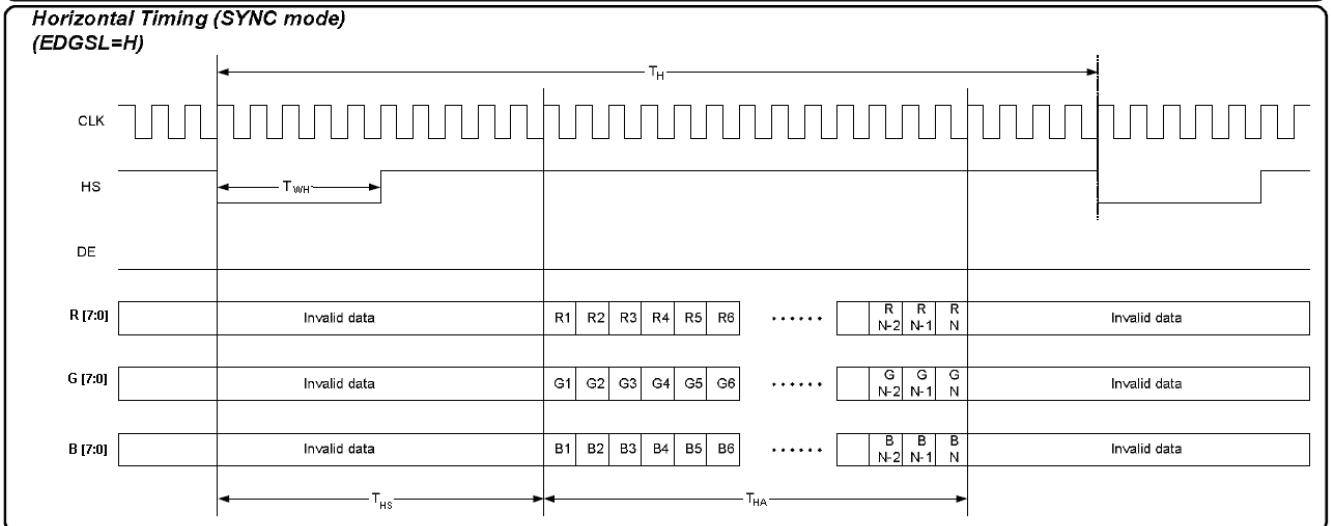 Horizontal Timing (SYNC mode)
(EDGSL=H)
TH
CLK
HS
TWH
DE
R [7:0]
Invalid data
R1 R2 R3 R4 R5 R6 ...... R N-2 R N-1 R N
Invalid data
G [7:0]
Invalid data
G1 G2 G3 G4 G5 G6 ...... G N-2 G N-1 G N
Invalid data
B [7:0]
Invalid data
B1 B2 B3 B4 B5 B6 ...... B N-2 B N-1 B N
Invalid data
THS
THA